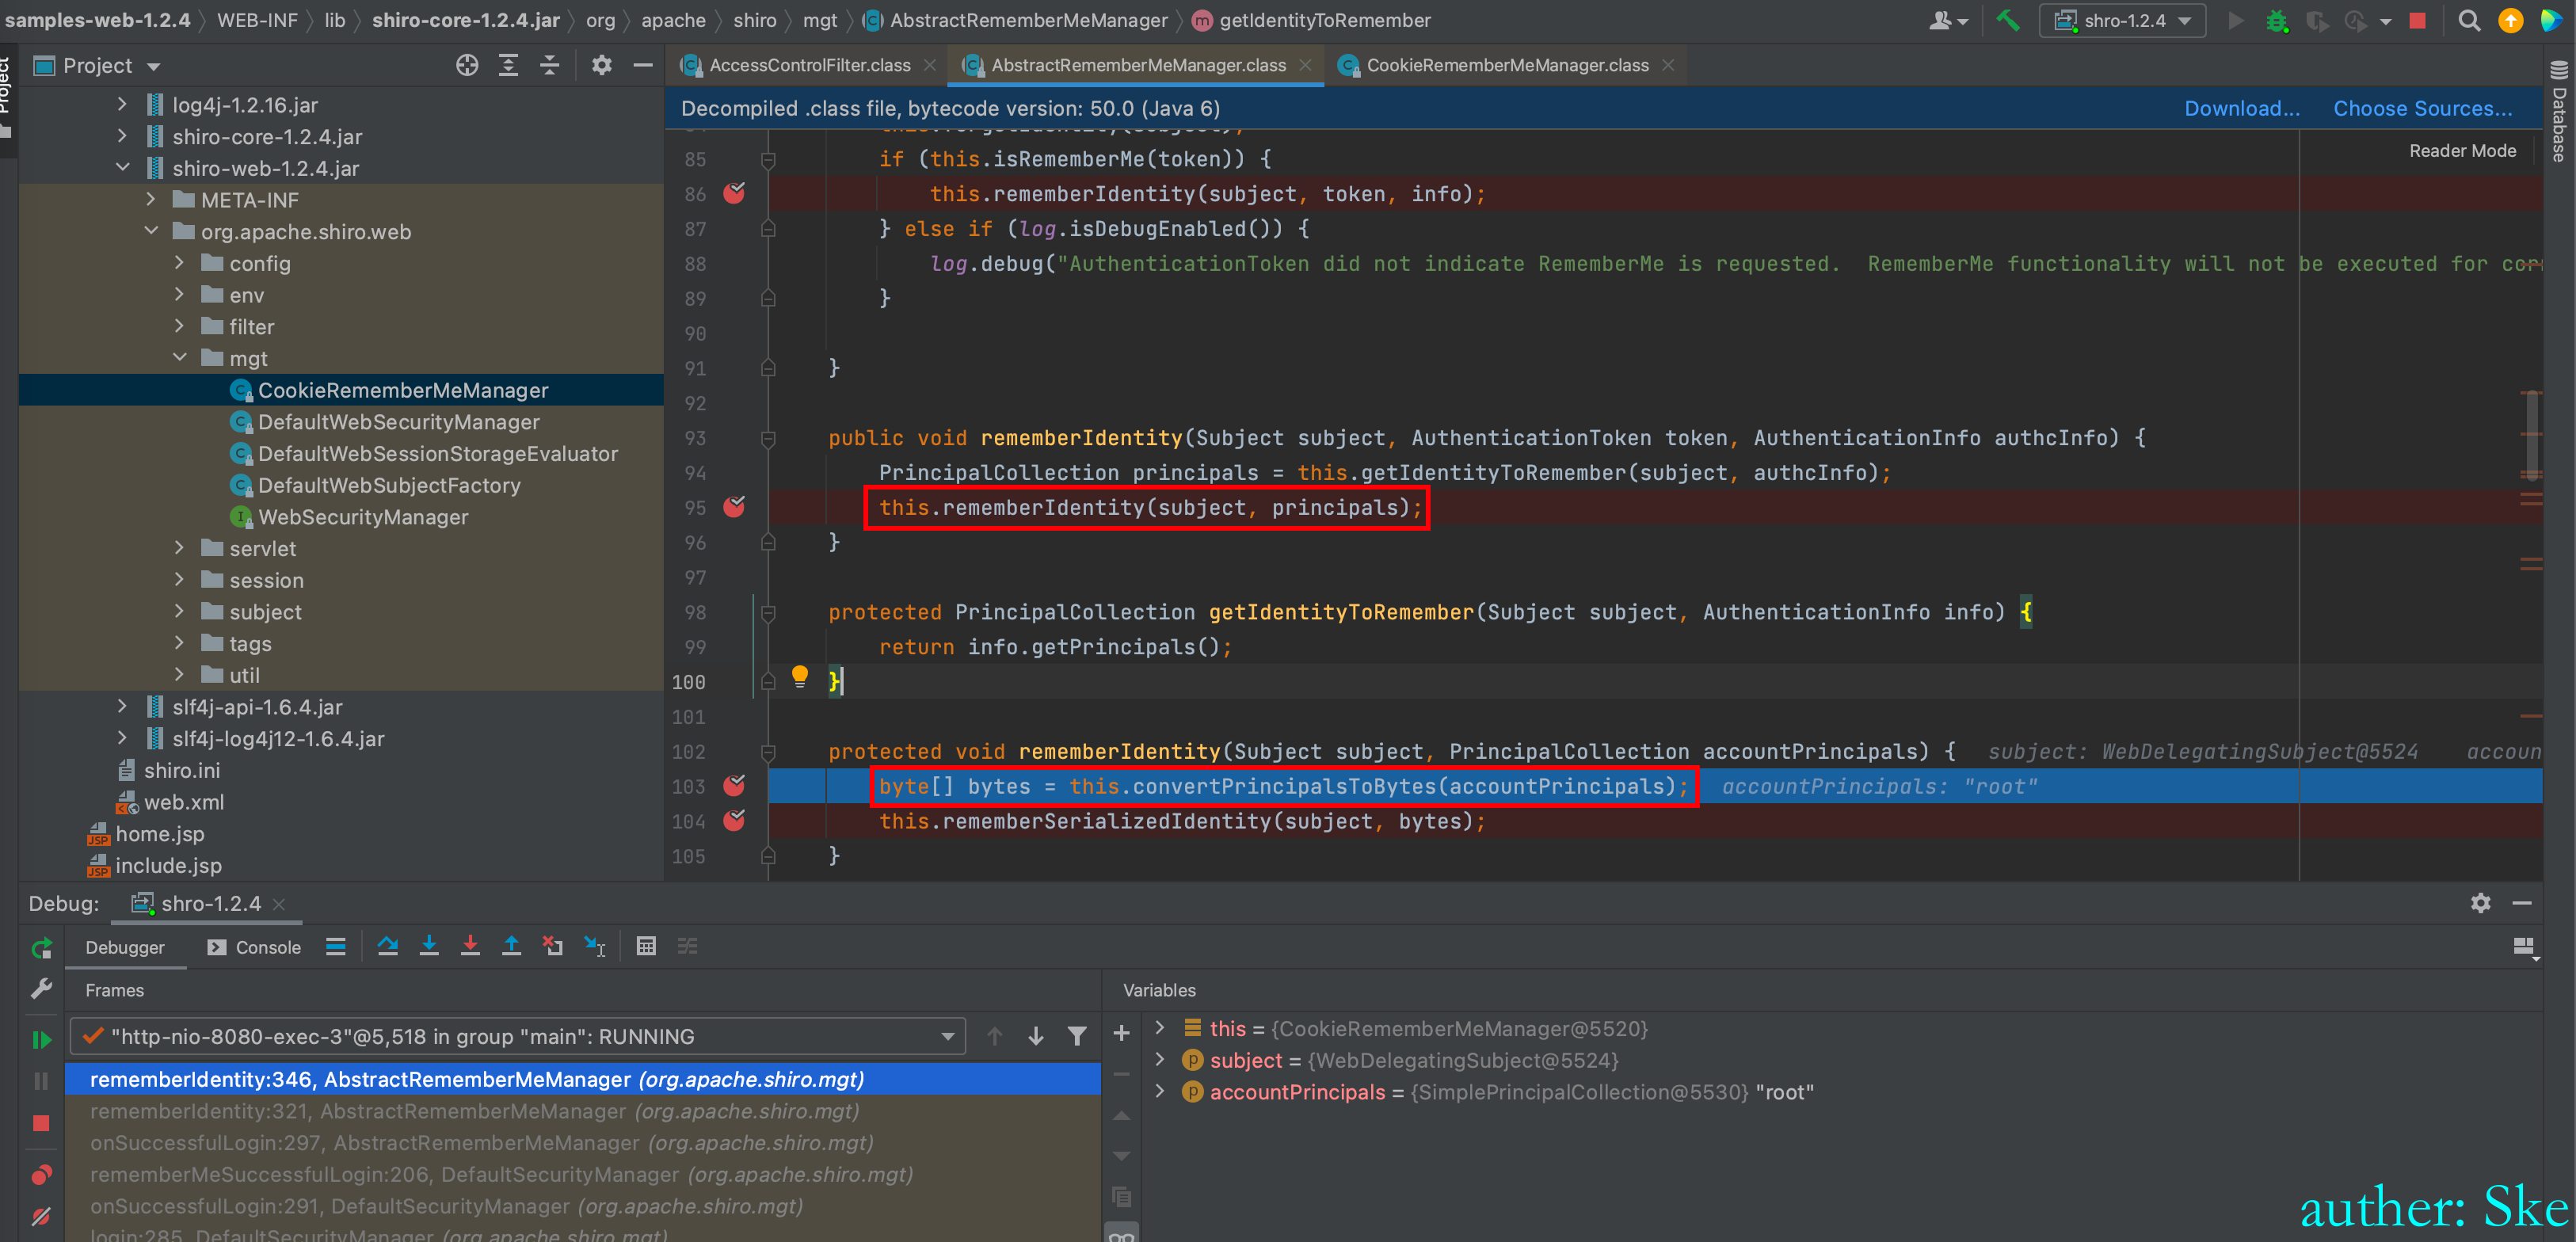 samples-web-1.2.4 〉 WEB-INF 〉 lib 〉 shiro-core-1.2.4.jar 〉 org 〉 apache 〉 shiro 〉 mgt 〉 AbstractRememberMeManager 〉 getIdentityToRemember
shro-1.2.4
Project
Project
AccessControlFilter.class
AbstractRememberMeManager.class
CookieRememberMeManager.class
Decompiled .class file, bytecode version: 50.0 (Java 6)
Download...
Choose Sources...
Reader Mode
Database
log4j-1.2.16.jar
shiro-core-1.2.4.jar
shiro-web-1.2.4.jar
META-INF
org.apache.shiro.web
config
env
filter
mgt
CookieRememberMeManager
DefaultWebSecurityManager
DefaultWebSessionStorageEvaluator
DefaultWebSubjectFactory
WebSecurityManager
servlet
session
subject
tags
util
slf4j-api-1.6.4.jar
slf4j-log4j12-1.6.4.jar
shiro.ini
web.xml
home.jsp
include.jsp
84 this.forgetIdentity(subject);
85 if (this.isRememberMe(token)) {
86 this.rememberIdentity(subject, token, info);
87 } else if (log.isDebugEnabled()) {
88 log.debug("AuthenticationToken did not indicate RememberMe is requested.  RememberMe functionality will not be executed for corr
89 }
90
91 }
92
93 public void rememberIdentity(Subject subject, AuthenticationToken token, AuthenticationInfo authcInfo) {
94 PrincipalCollection principals = this.getIdentityToRemember(subject, authcInfo);
95 this.rememberIdentity(subject, principals);
96 }
97
98 protected PrincipalCollection getIdentityToRemember(Subject subject, AuthenticationInfo info) {
99 return info.getPrincipals();
100 }
101
102 protected void rememberIdentity(Subject subject, PrincipalCollection accountPrincipals) { subject: WebDelegatingSubject@5524 accoun
103 byte[] bytes = this.convertPrincipalsToBytes(accountPrincipals); accountPrincipals: "root"
104 this.rememberSerializedIdentity(subject, bytes);
105 }
Debug:
shro-1.2.4
Debugger
Console
Frames
Variables
"http-nio-8080-exec-3"@5,518 in group "main": RUNNING
rememberIdentity:346, AbstractRememberMeManager (org.apache.shiro.mgt)
rememberIdentity:321, AbstractRememberMeManager (org.apache.shiro.mgt)
onSuccessfulLogin:297, AbstractRememberMeManager (org.apache.shiro.mgt)
rememberMeSuccessfulLogin:206, DefaultSecurityManager (org.apache.shiro.mgt)
onSuccessfulLogin:291, DefaultSecurityManager (org.apache.shiro.mgt)
login:285, DefaultSecurityManager (org.apache.shiro.mgt)
this = {CookieRememberMeManager@5520}
subject = {WebDelegatingSubject@5524}
accountPrincipals = {SimplePrincipalCollection@5530} "root"
auther: Ske